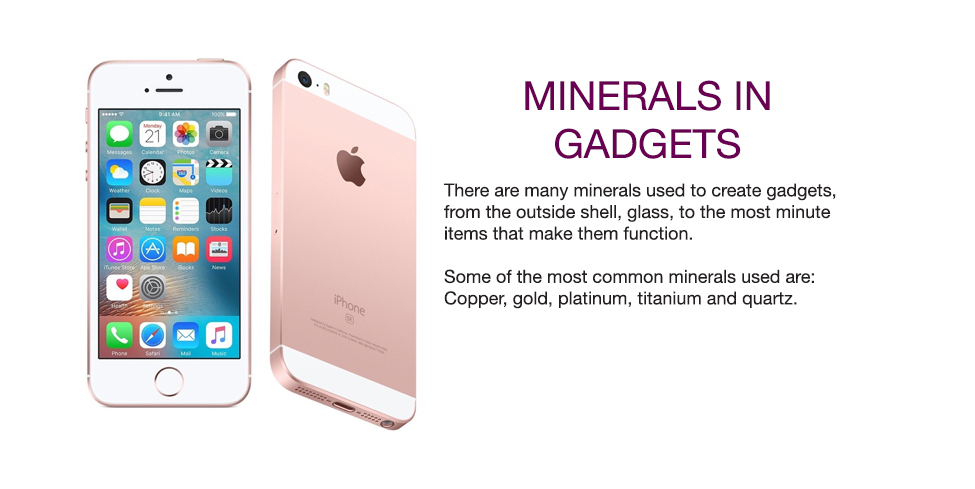 MINERALS IN
GADGETS
There are many minerals used to create gadgets,
from the outside shell, glass, to the most minute
items that make them function.
Some of the most common minerals used are:
Copper, gold, platinum, titanium and quartz.
9:41 AM
100%
Monday
21
Messages Calendar Photos Camera
Weather Clock Maps Videos
Wallet Notes Reminders Stocks
iTunes Store App Store iBooks News
Health Settings
Phone Safari Mail Music
iPhone
SE